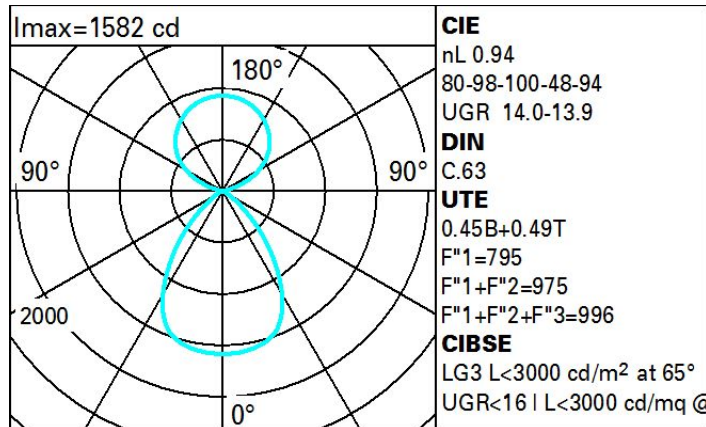 Imax=1582 cd
180°
90°
90°
2000
0°
CIE
nL 0.94
80-98-100-48-94
UGR 14.0-13.9
DIN
C.63
UTE
0.45B+0.49T
F"1=795
F"1+F"2=975
F"1+F"2+F"3=996
CIBSE
LG3 L<3000 cd/m² at 65°
UGR<16 | L<3000 cd/mq @